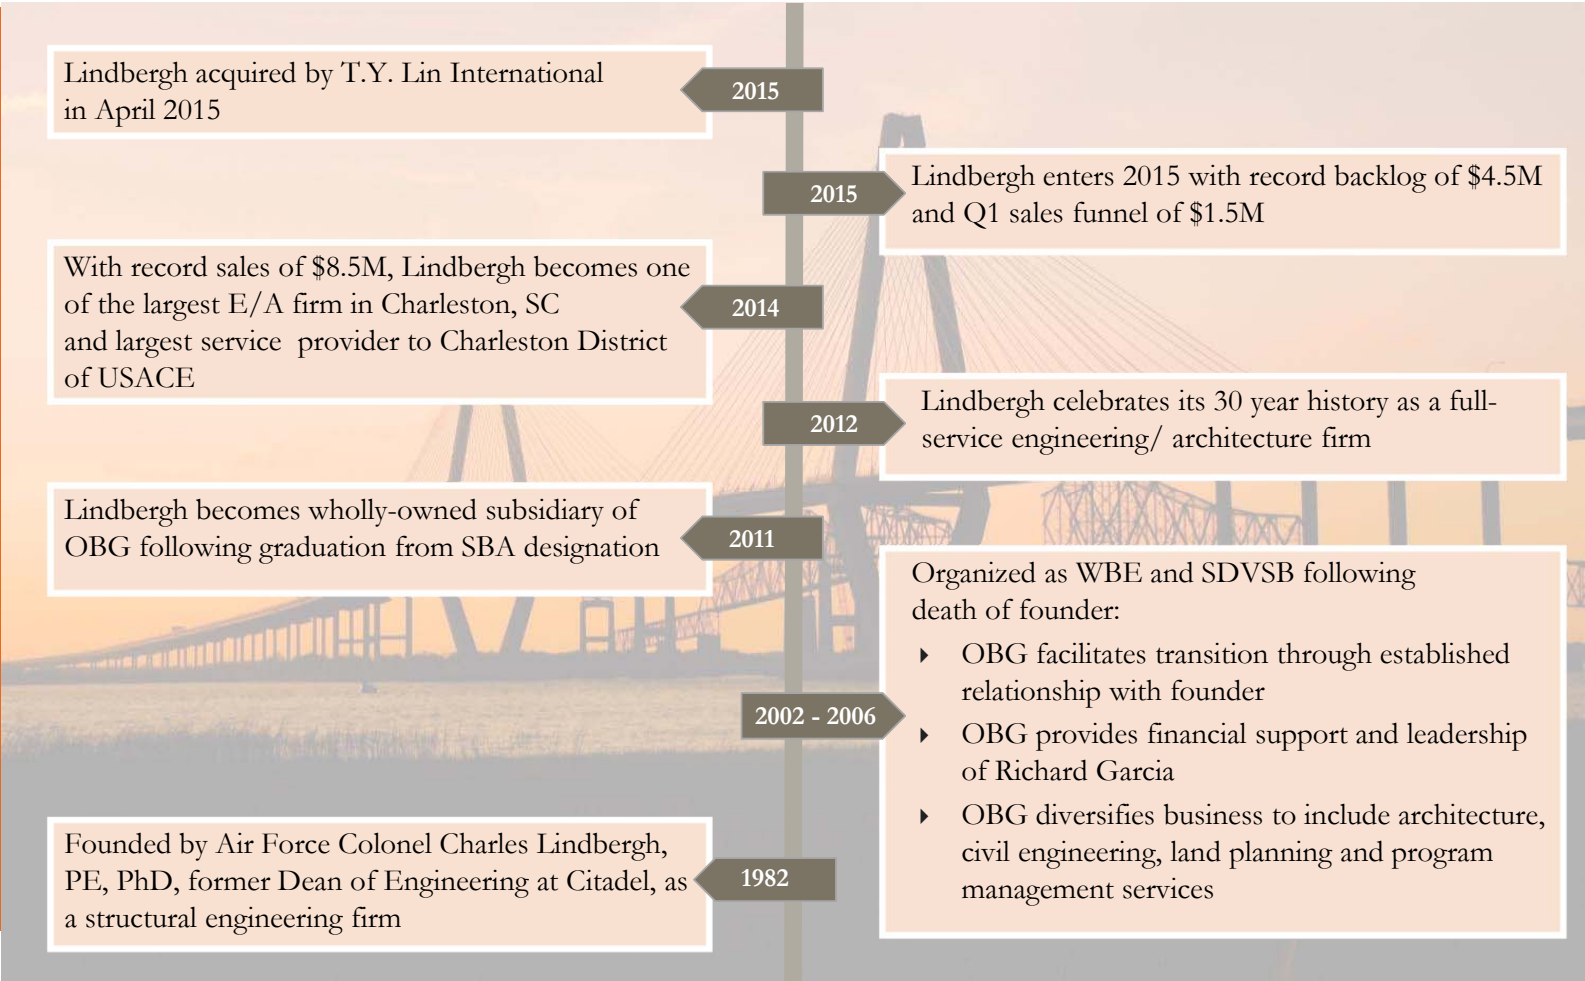 Lindbergh acquired by T.Y. Lin International
in April 2015
2015
2015
Lindbergh enters 2015 with record backlog of $4.5M
and Q1 sales funnel of $1.5M
With record sales of $8.5M, Lindbergh becomes one
of the largest E/A firm in Charleston, SC
and largest service  provider to Charleston District
of USACE
2014
2012
Lindbergh celebrates its 30 year history as a full-
service engineering/ architecture firm
Lindbergh becomes wholly-owned subsidiary of
OBG following graduation from SBA designation
2011
2002 - 2006
Organized as WBE and SDVSB following
death of founder:
OBG facilitates transition through established
relationship with founder
OBG provides financial support and leadership
of Richard Garcia
OBG diversifies business to include architecture,
civil engineering, land planning and program
management services
Founded by Air Force Colonel Charles Lindbergh,
PE, PhD, former Dean of Engineering at Citadel, as
a structural engineering firm
1982